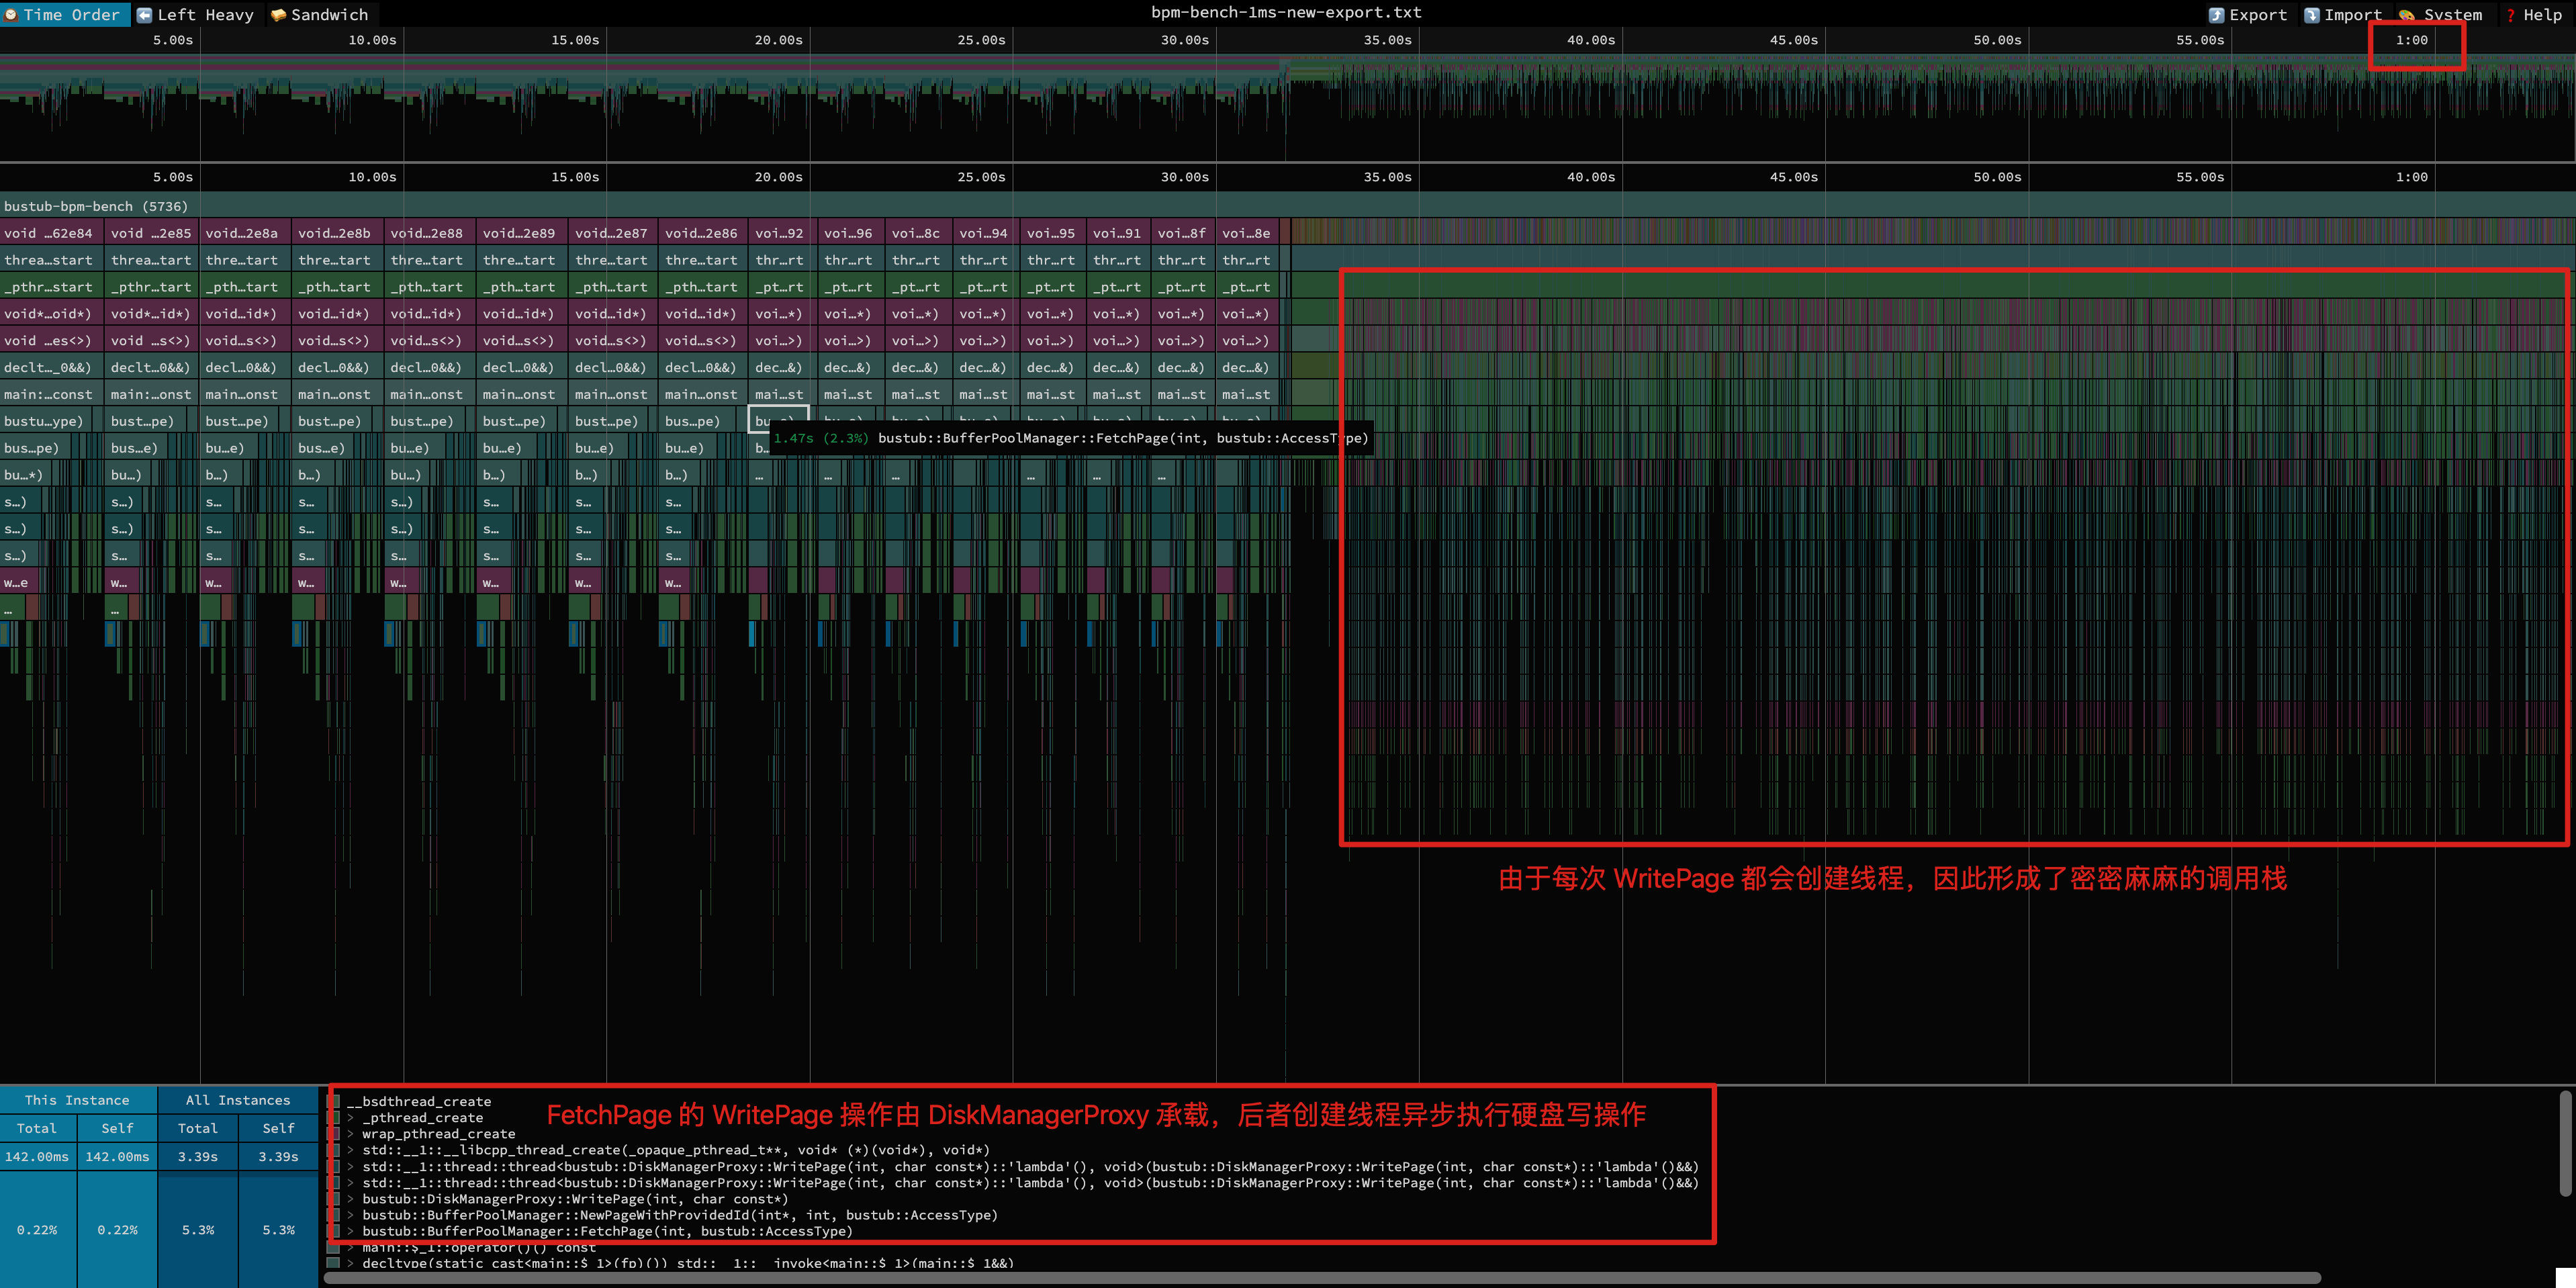 Time Order Left Heavy Sandwich bpm-bench-1ms-new-export.txt Export Import System ? Help
5.00s 10.00s 15.00s 20.00s 25.00s 30.00s 35.00s 40.00s 45.00s 50.00s 55.00s 1:00
5.00s 10.00s 15.00s 20.00s 25.00s 30.00s 35.00s 40.00s 45.00s 50.00s 55.00s 1:00
bustub-bpm-bench (5736)
void …62e84 void …2e85 void…2e8a void…2e8b void…2e88 void…2e89 void…2e87 void…2e86 voi…92 voi…96 voi…8c voi…94 voi…95 voi…91 voi…8f voi…8e
threa…start threa…tart thre…tart thre…tart thre…tart thre…tart thre…tart thre…tart thr…rt thr…rt thr…rt thr…rt thr…rt thr…rt thr…rt thr…rt
_pthr…start _pthr…tart _pth…tart _pth…tart _pth…tart _pth…tart _pth…tart _pth…tart _pt…rt _pt…rt _pt…rt _pt…rt _pt…rt _pt…rt _pt…rt _pt…rt
void*…oid*) void*…id*) void…id*) void…id*) void…id*) void…id*) void…id*) void…id*) voi…*) voi…*) voi…*) voi…*) voi…*) voi…*) voi…*) voi…*)
void …es<>) void …s<>) void…s<>) void…s<>) void…s<>) void…s<>) void…s<>) void…s<>) voi…>) voi…>) voi…>) voi…>) voi…>) voi…>) voi…>) voi…>)
declt…_0&&) declt…0&&) decl…0&&) decl…0&&) decl…0&&) decl…0&&) decl…0&&) decl…0&&) dec…&) dec…&) dec…&) dec…&) dec…&) dec…&) dec…&) dec…&)
main:…const main:…onst main…onst main…onst main…onst main…onst main…onst main…onst mai…st mai…st mai…st mai…st mai…st mai…st mai…st mai…st
bustu…ype) bust…pe) bust…pe) bust…pe) bust…pe) bust…pe) bust…pe) bus…pe)
1.47s (2.3%) bustub::BufferPoolManager::FetchPage(int, bustub::AccessType)
bus…pe) bus…e) bu…e) bus…e) bu…e) bu…e) bu…e) bu…e) b…
bu…*) bu…) b…) b…) bu…) b…) b…) b…) … … … … … …
s…) s…) s… s… s…) s… s… s…
s…) s…) s… s… s…) s… s… s…
s…) s… s… s… s… s… s… s…
w…e w… w… w… w… w… w… w…
… …
由于每次 WritePage 都会创建线程，因此形成了密密麻麻的调用栈
This Instance All Instances
Total Self Total Self
142.00ms 142.00ms 3.39s 3.39s
0.22% 0.22% 5.3% 5.3%
FetchPage 的 WritePage 操作由 DiskManagerProxy 承载，后者创建线程异步执行硬盘写操作
__bsdthread_create
> _pthread_create
> wrap_pthread_create
> std::__1::__libcpp_thread_create(_opaque_pthread_t**, void* (*)(void*), void*)
> std::__1::thread::thread<bustub::DiskManagerProxy::WritePage(int, char const*)::'lambda'(), void>(bustub::DiskManagerProxy::WritePage(int, char const*)::'lambda'()&&)
> std::__1::thread::thread<bustub::DiskManagerProxy::WritePage(int, char const*)::'lambda'(), void>(bustub::DiskManagerProxy::WritePage(int, char const*)::'lambda'()&&)
> bustub::DiskManagerProxy::WritePage(int, char const*)
> bustub::BufferPoolManager::NewPageWithProvidedId(int*, int, bustub::AccessType)
> bustub::BufferPoolManager::FetchPage(int, bustub::AccessType)
> main::$_1::operator()() const
> decltype(static_cast<main::$_1>(fp)()) std::__1::__invoke<main::$_1>(main::$_1&&)